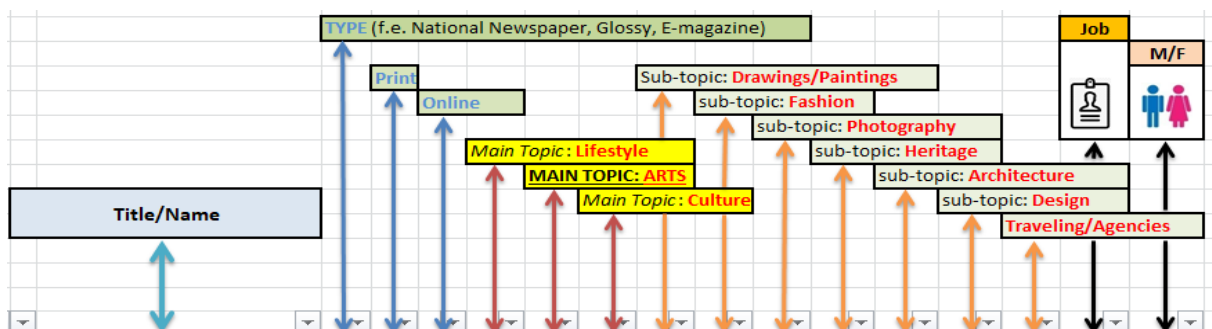 TYPE (f.e. National Newspaper, Glossy, E-magazine)
Job
M/F
Print
Sub-topic: Drawings/Paintings
Online
sub-topic: Fashion
sub-topic: Photography
Main Topic: Lifestyle
sub-topic: Heritage
MAIN TOPIC: ARTS
sub-topic: Architecture
Main Topic: Culture
sub-topic: Design
Title/Name
Traveling/Agencies